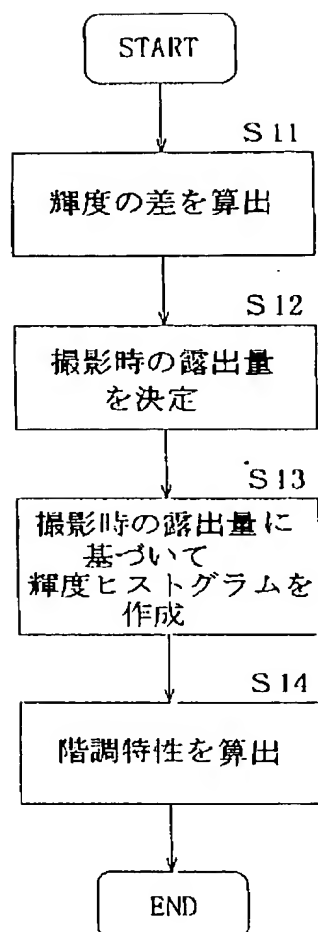 START
S11
輝度の差を算出
S12
撮影時の露出量
を決定
S13
撮影時の露出量に
基づいて
輝度ヒストグラムを
作成
S14
階調特性を算出
END